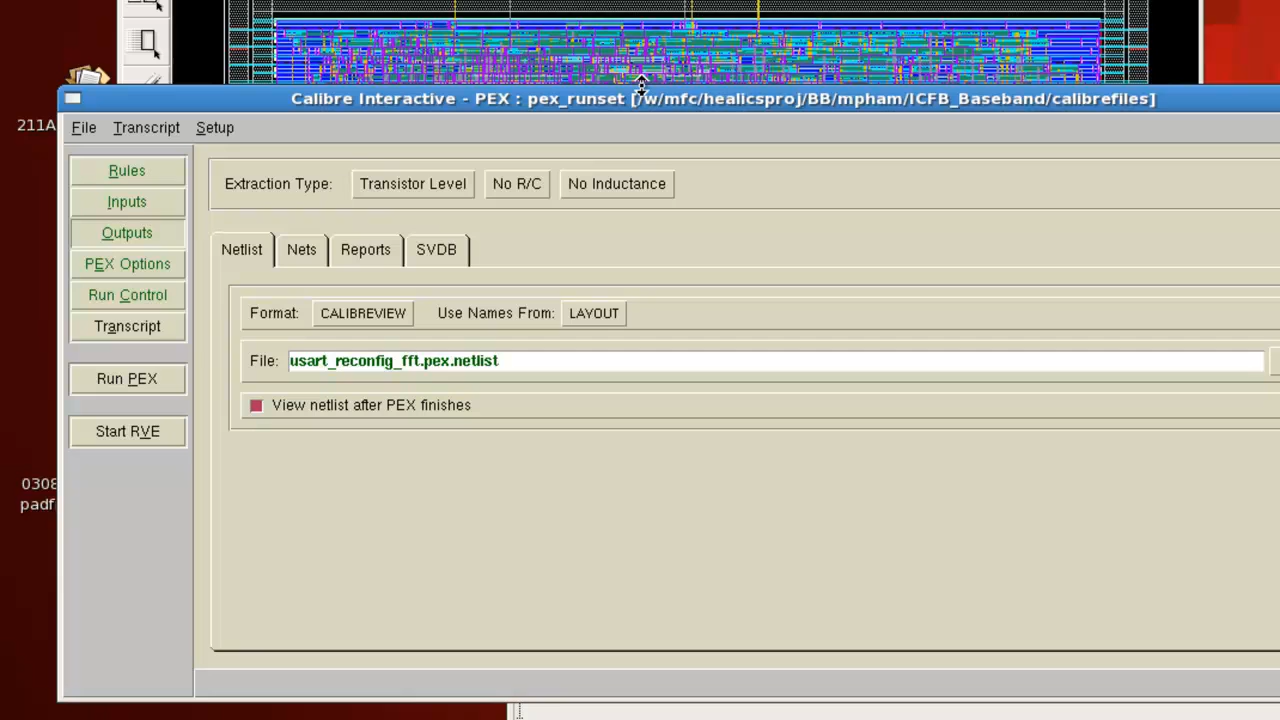 Calibre Interactive - PEX : pex_runset [/w/mfc/healicsproj/BB/mpham/ICFB_Baseband/calibrefiles]
211A
File Transcript Setup
Rules
Inputs
Outputs
PEX Options
Run Control
Transcript
Run PEX
Start RVE
Extraction Type: Transistor Level No R/C No Inductance
Netlist Nets Reports SVDB
Format: CALIBREVIEW Use Names From: LAYOUT
File: usart_reconfig_fft.pex.netlist
View netlist after PEX finishes
0308
padf